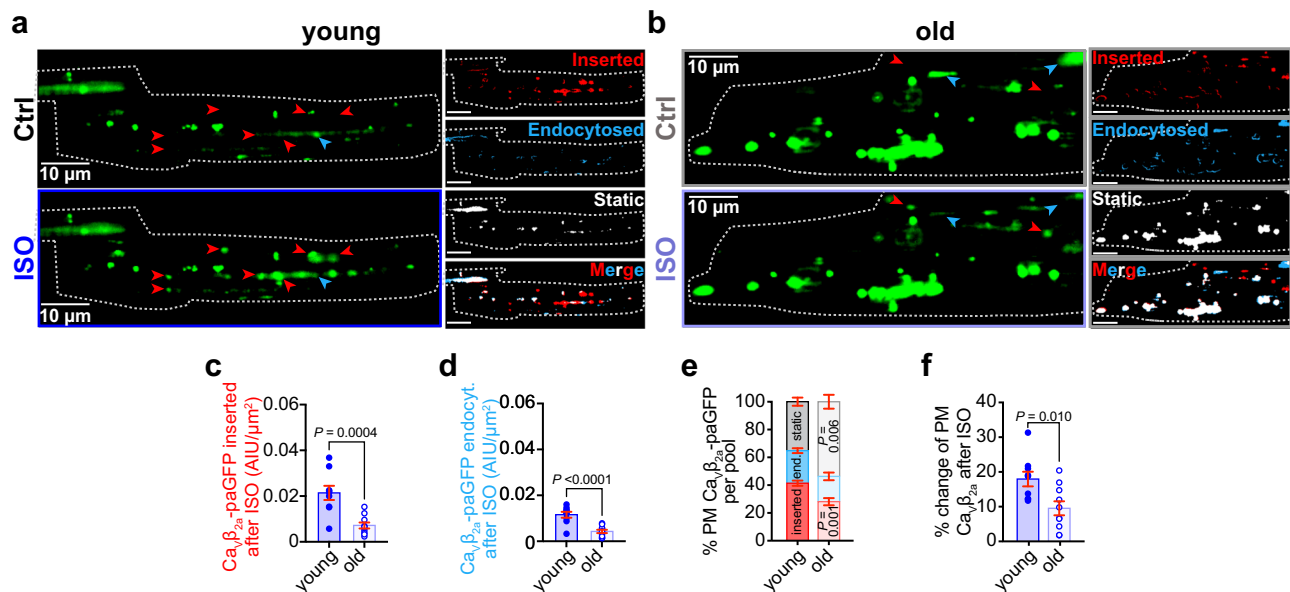 a
young
Ctrl
10 µm
ISO
10 µm
Inserted
Endocytosed
Static
Merge
b
old
Ctrl
10 µm
ISO
10 µm
Inserted
Endocytosed
Static
Merge
c
CaVβ2a-paGFP inserted
after ISO (AIU/µm²)
0.06
0.04
0.02
0
P = 0.0004
young
old
d
CaVβ2a-paGFP endocyt.
after ISO (AIU/µm²)
0.06
0.04
0.02
0
P <0.0001
young
old
e
% PM CaVβ2a-paGFP
per pool
100
80
60
40
20
0
static
end.
inserted
P =
0.006
P =
0.001
young
old
f
% change of PM
CaVβ2a after ISO
40
30
20
10
0
P = 0.010
young
old